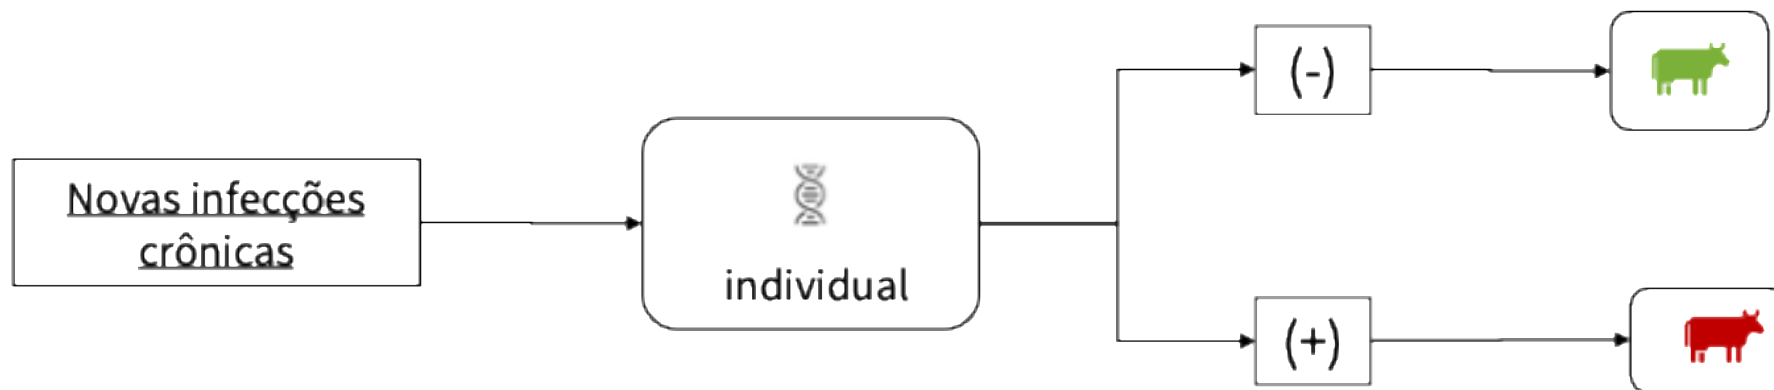 Novas infecções
crônicas
individual
(-)
(+)